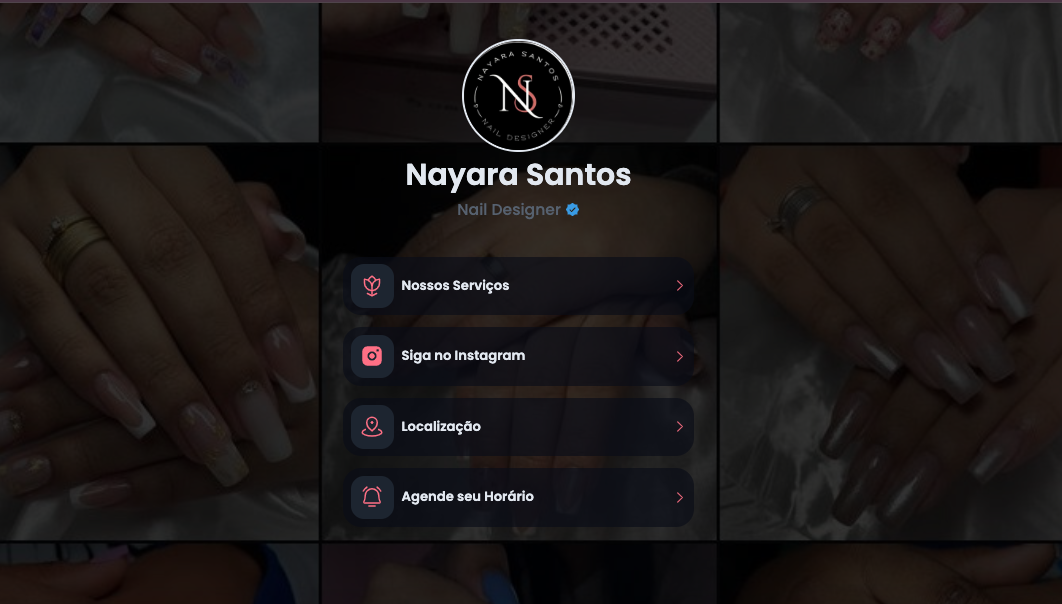 NAYARA SANTOS
NS
NAIL DESIGNER
Nayara Santos
Nail Designer
Nossos Serviços
Siga no Instagram
Localização
Agende seu Horário